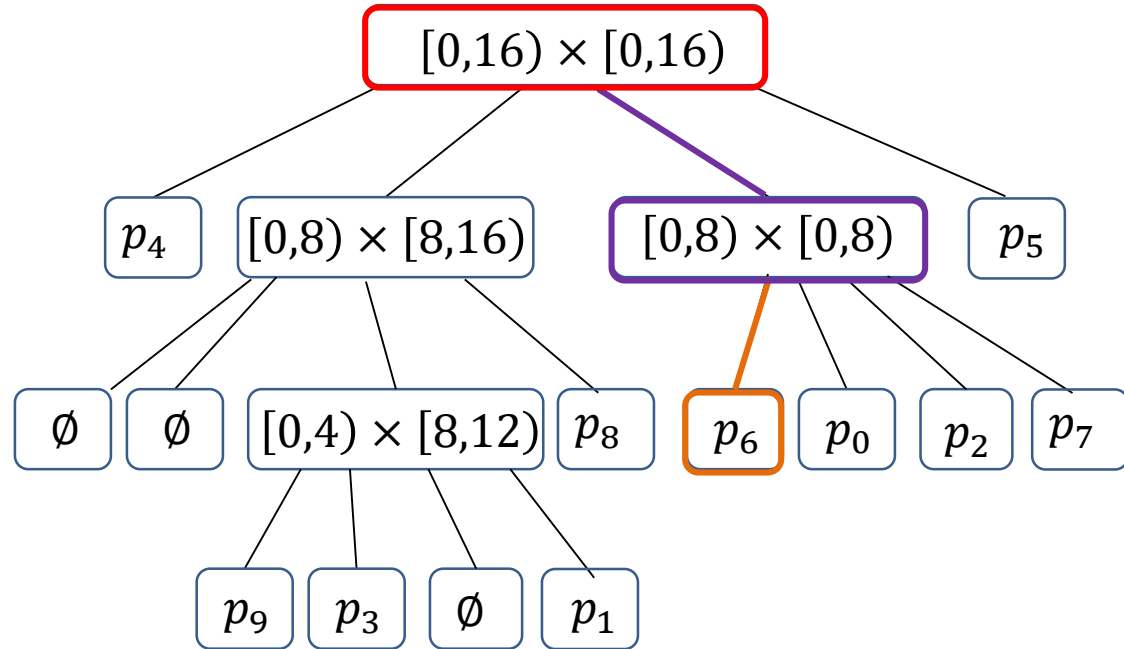 [0,16) × [0,16)
p₄ [0,8) × [8,16) [0,8) × [0,8) p₅
∅ ∅ [0,4) × [8,12) p₈ p₆ p₀ p₂ p₇
p₉ p₃ ∅ p₁